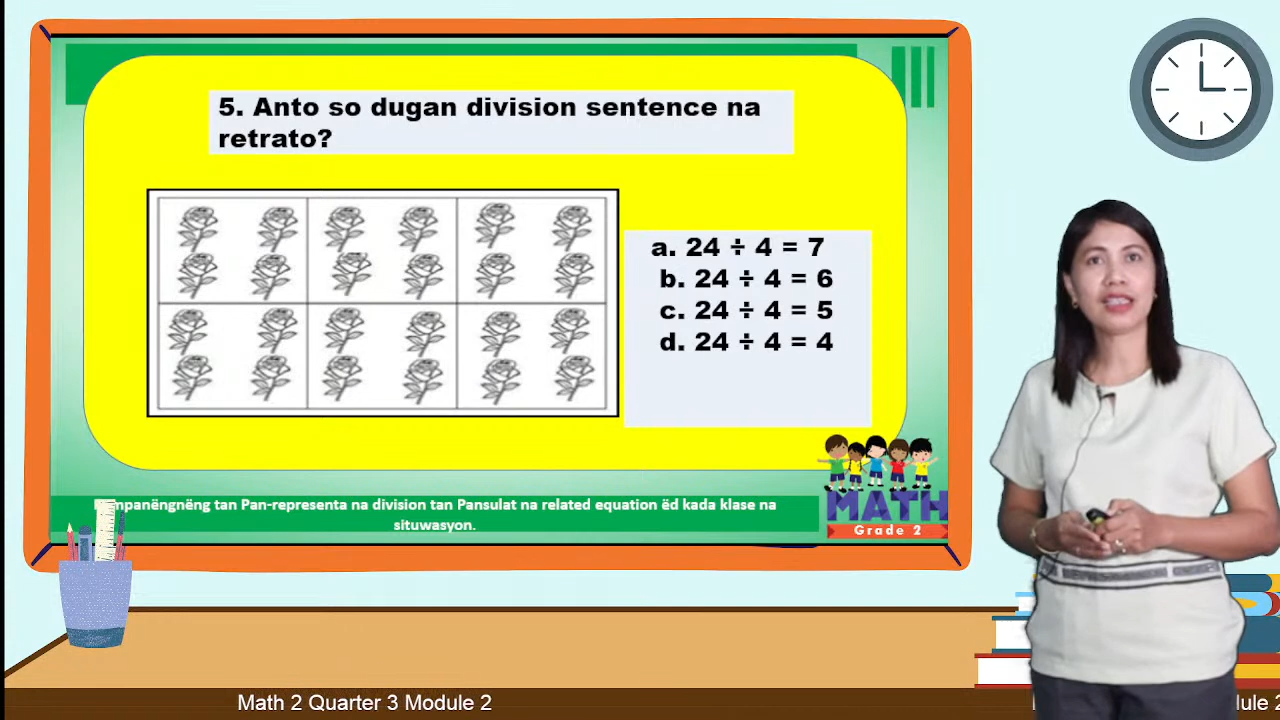 5. Anto so dugan division sentence na
retrato?
a. 24 ÷ 4 = 7
b. 24 ÷ 4 = 6
c. 24 ÷ 4 = 5
d. 24 ÷ 4 = 4
tan Pan-representa na division tan Pansulat na related equation ëd kada klase na
situwasyon.
MATH
Grade 2
Math 2 Quarter 3 Module 2